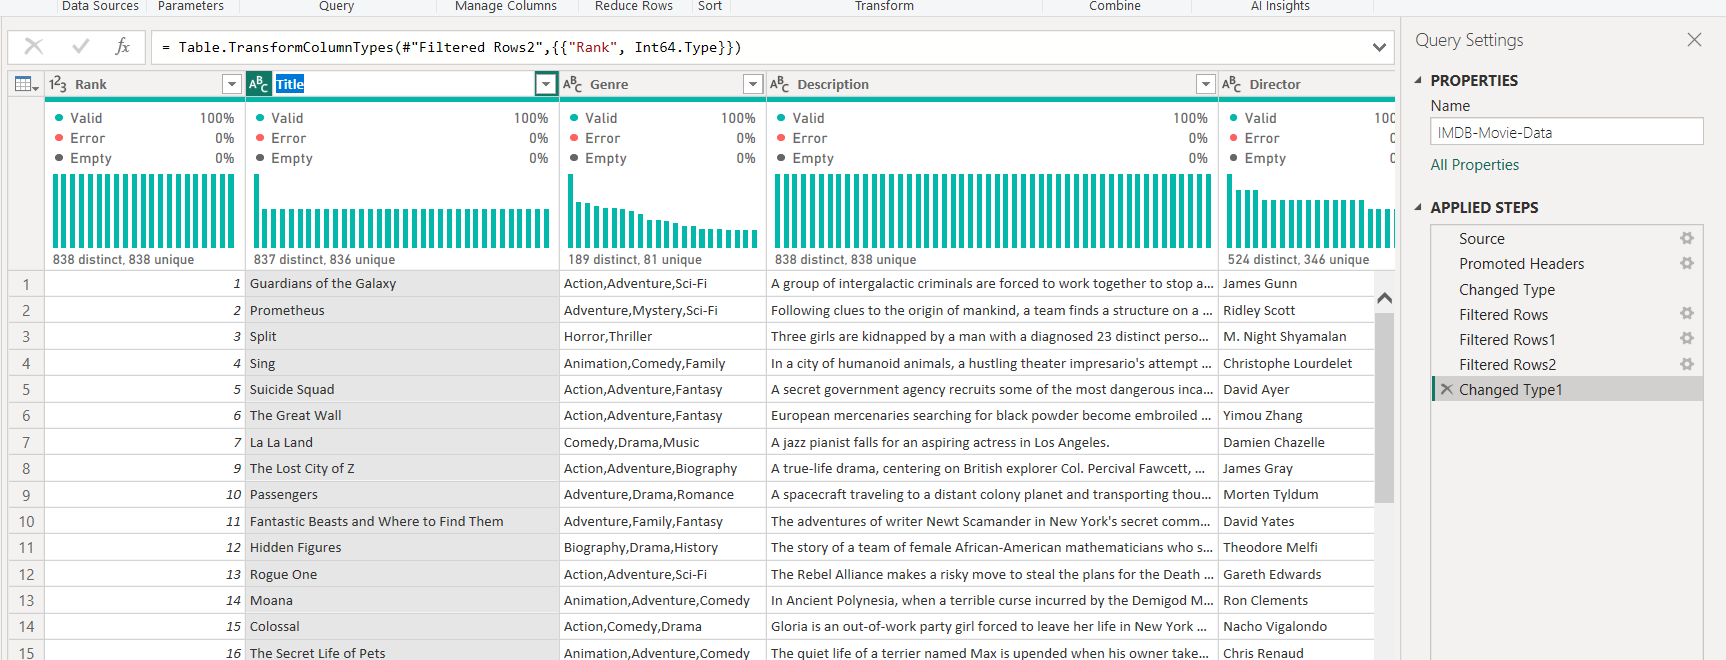 Data Sources Parameters Query Manage Columns Reduce Rows Sort Transform Combine AI Insights
fx = Table.TransformColumnTypes(#"Filtered Rows2",{{"Rank", Int64.Type}})
1²3 Rank ABC Title ABC Genre ABC Description ABC Director
Valid 100% Valid 100% Valid 100% Valid 100% Valid 100
Error 0% Error 0% Error 0% Error 0% Error 0
Empty 0% Empty 0% Empty 0% Empty 0% Empty 0
838 distinct, 838 unique 837 distinct, 836 unique 189 distinct, 81 unique 838 distinct, 838 unique 524 distinct, 346 unique
1 1 Guardians of the Galaxy Action,Adventure,Sci-Fi A group of intergalactic criminals are forced to work together to stop a... James Gunn
2 2 Prometheus Adventure,Mystery,Sci-Fi Following clues to the origin of mankind, a team finds a structure on a ... Ridley Scott
3 3 Split Horror,Thriller Three girls are kidnapped by a man with a diagnosed 23 distinct perso... M. Night Shyamalan
4 4 Sing Animation,Comedy,Family In a city of humanoid animals, a hustling theater impresario's attempt ... Christophe Lourdelet
5 5 Suicide Squad Action,Adventure,Fantasy A secret government agency recruits some of the most dangerous inca... David Ayer
6 6 The Great Wall Action,Adventure,Fantasy European mercenaries searching for black powder become embroiled ... Yimou Zhang
7 7 La La Land Comedy,Drama,Music A jazz pianist falls for an aspiring actress in Los Angeles. Damien Chazelle
8 9 The Lost City of Z Action,Adventure,Biography A true-life drama, centering on British explorer Col. Percival Fawcett, ... James Gray
9 10 Passengers Adventure,Drama,Romance A spacecraft traveling to a distant colony planet and transporting thou... Morten Tyldum
10 11 Fantastic Beasts and Where to Find Them Adventure,Family,Fantasy The adventures of writer Newt Scamander in New York's secret comm... David Yates
11 12 Hidden Figures Biography,Drama,History The story of a team of female African-American mathematicians who s... Theodore Melfi
12 13 Rogue One Action,Adventure,Sci-Fi The Rebel Alliance makes a risky move to steal the plans for the Death ... Gareth Edwards
13 14 Moana Animation,Adventure,Comedy In Ancient Polynesia, when a terrible curse incurred by the Demigod M... Ron Clements
14 15 Colossal Action,Comedy,Drama Gloria is an out-of-work party girl forced to leave her life in New York ... Nacho Vigalondo
15 16 The Secret Life of Pets Animation,Adventure,Comedy The quiet life of a terrier named Max is upended when his owner take... Chris Renaud
Query Settings
PROPERTIES
Name
IMDB-Movie-Data
All Properties
APPLIED STEPS
Source
Promoted Headers
Changed Type
Filtered Rows
Filtered Rows1
Filtered Rows2
Changed Type1